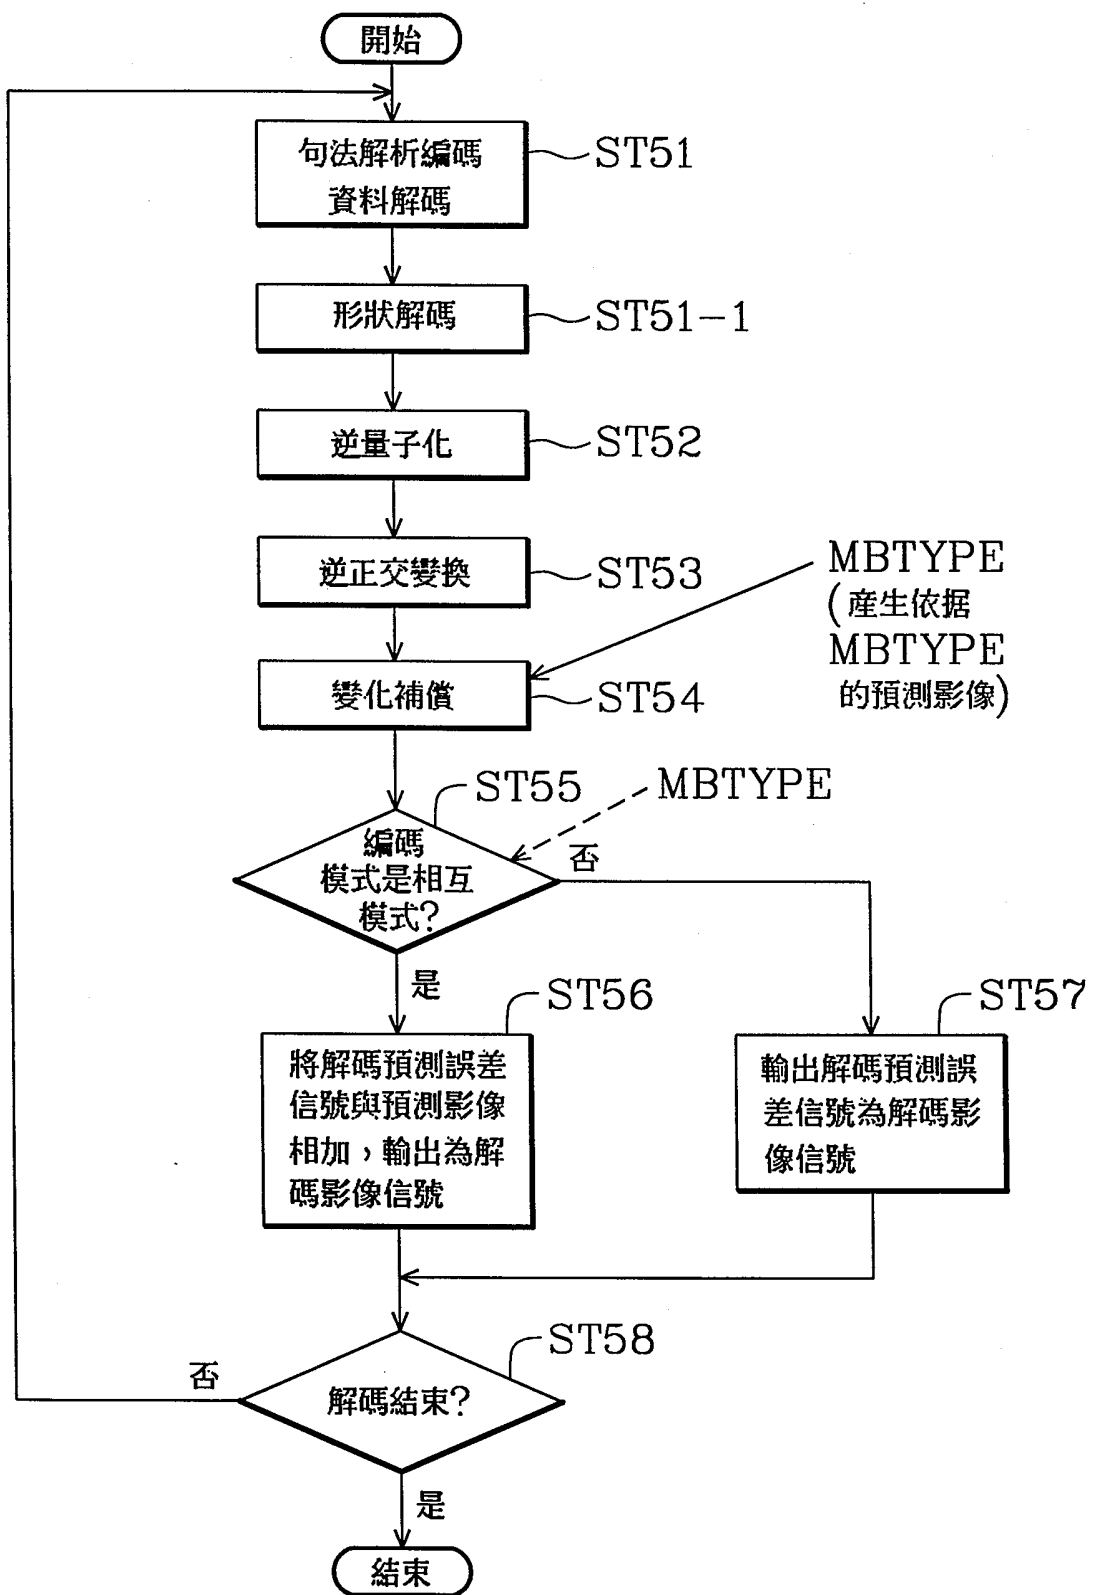 開始
句法解析編碼
資料解碼
ST51
形狀解碼
ST51-1
逆量子化
ST52
逆正交變換
ST53
MBTYPE
(產生依据
MBTYPE
的預測影像)
變化補償
ST54
ST55
MBTYPE
編碼
模式是相互
模式?
否
是
ST56
ST57
將解碼預測誤差
信號與預測影像
相加，輸出為解
碼影像信號
輸出解碼預測誤
差信號為解碼影
像信號
ST58
否
解碼結束?
是
結束